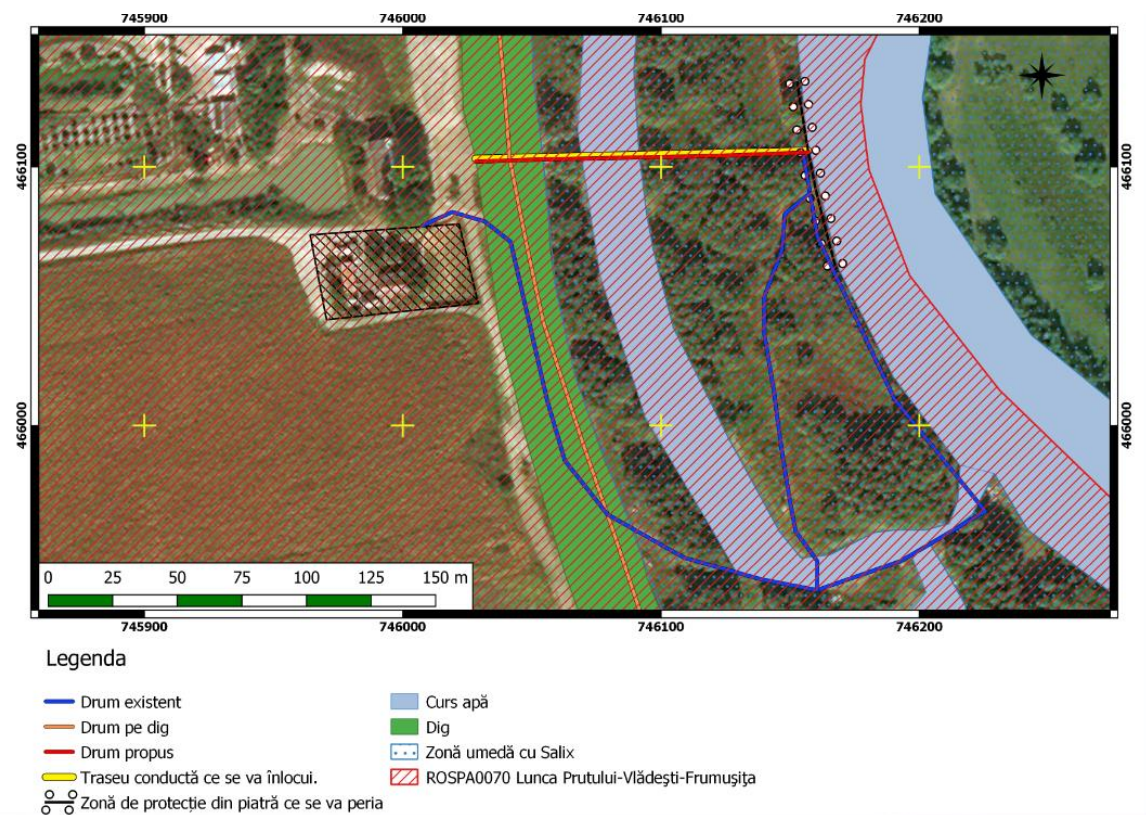 745900 746000 746100 746200
466100 466100
466000 466000
0 25 50 75 100 125 150 m
745900 746000 746100 746200
Legenda
Drum existent
Drum pe dig
Drum propus
Traseu conductă ce se va înlocui.
Zonă de protecție din piatră ce se va peria
Curs apă
Dig
Zonă umedă cu Salix
ROSPA0070 Lunca Prutului-Vlădeşti-Frumuşiţa